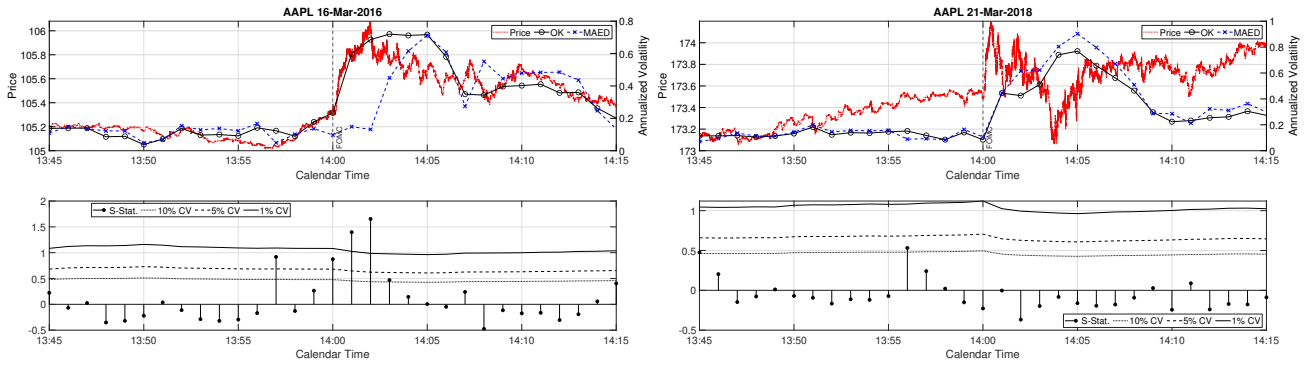 AAPL 16-Mar-2016
Price OK MAED
Price
106
105.8
105.6
105.4
105.2
105
0.8
0.6
0.4
0.2
0
Annualized Volatility
FOMC
13:45 13:50 13:55 14:00 14:05 14:10 14:15
Calendar Time
S-Stat. 10% CV 5% CV 1% CV
2
1.5
1
0.5
0
-0.5
13:45 13:50 13:55 14:00 14:05 14:10 14:15
Calendar Time
AAPL 21-Mar-2018
Price OK MAED
Price
174
173.8
173.6
173.4
173.2
173
1
0.8
0.6
0.4
0.2
0
Annualized Volatility
FOMC
13:45 13:50 13:55 14:00 14:05 14:10 14:15
Calendar Time
1
0.5
0
-0.5
S-Stat. 10% CV 5% CV 1% CV
13:45 13:50 13:55 14:00 14:05 14:10 14:15
Calendar Time